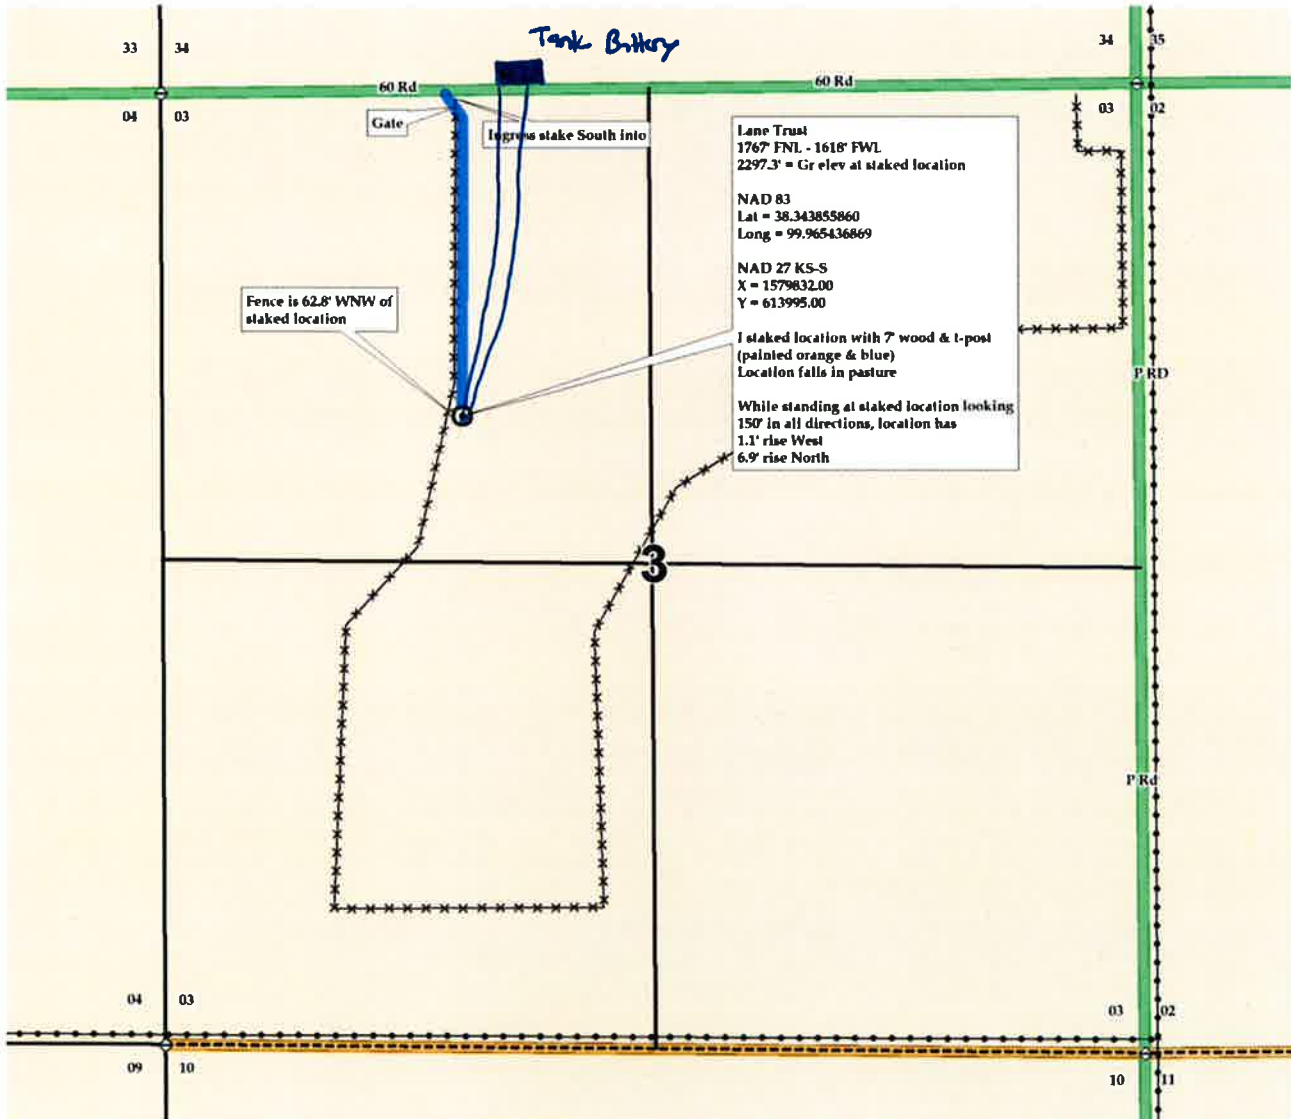 Tank Battery
33 34
34 35
60 Rd
60 Rd
04 03
03 02
Gate
Ingress stake South into
Lane Trust
1767' FNL - 1618' FWL
2297.3' = Gr elev at staked location
NAD 83
Lat = 38.343855860
Long = 99.965436869
NAD 27 KS-S
X = 1579832.00
Y = 613995.00
I staked location with 7' wood & t-post
(painted orange & blue)
Location falls in pasture
While standing at staked location looking
150' in all directions, location has
1.1' rise West
6.9' rise North
Fence is 62.8' WNW of
staked location
P RD
3
P Rd
04 03
03 02
09 10
10 11